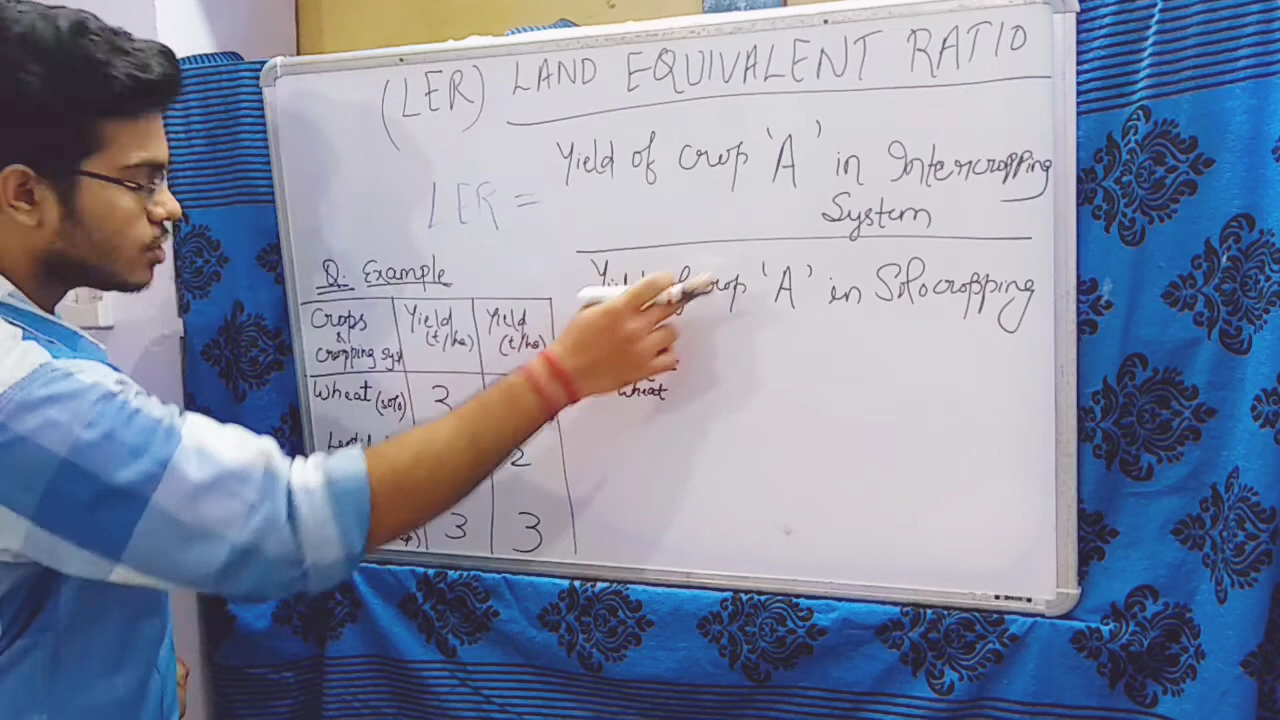 (LER) LAND EQUIVALENT RATIO
LER =
Yield of crop 'A' in Intercropping
System
crop 'A' in Solocropping
Q. Example
Crops Yield Yield
& (t/ha) (t/ha)
cropping sys
Wheat (50%) 3
2
3 3
Wheat